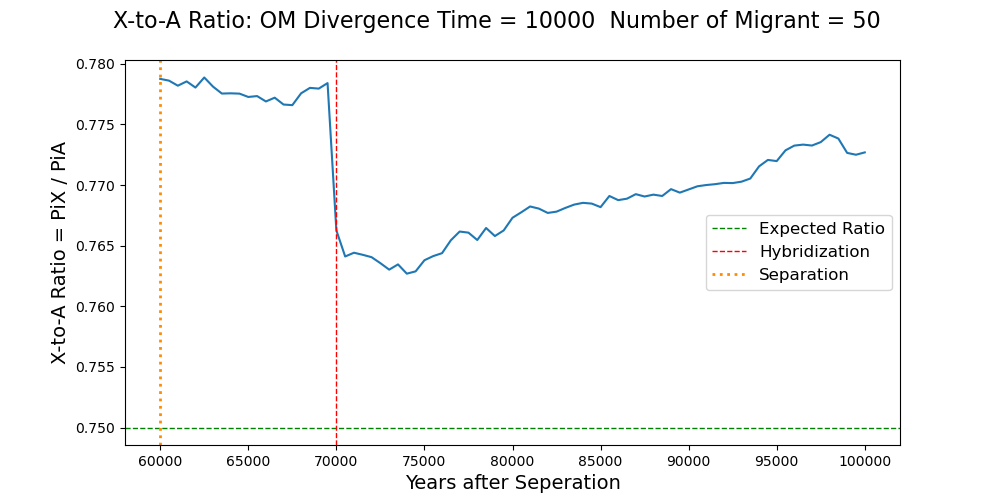 X-to-A Ratio: OM Divergence Time = 10000  Number of Migrant = 50
X-to-A Ratio = PiX / PiA
0.780
0.775
0.770
0.765
0.760
0.755
0.750
Expected Ratio
Hybridization
Separation
60000 65000 70000 75000 80000 85000 90000 95000 100000
Years after Seperation